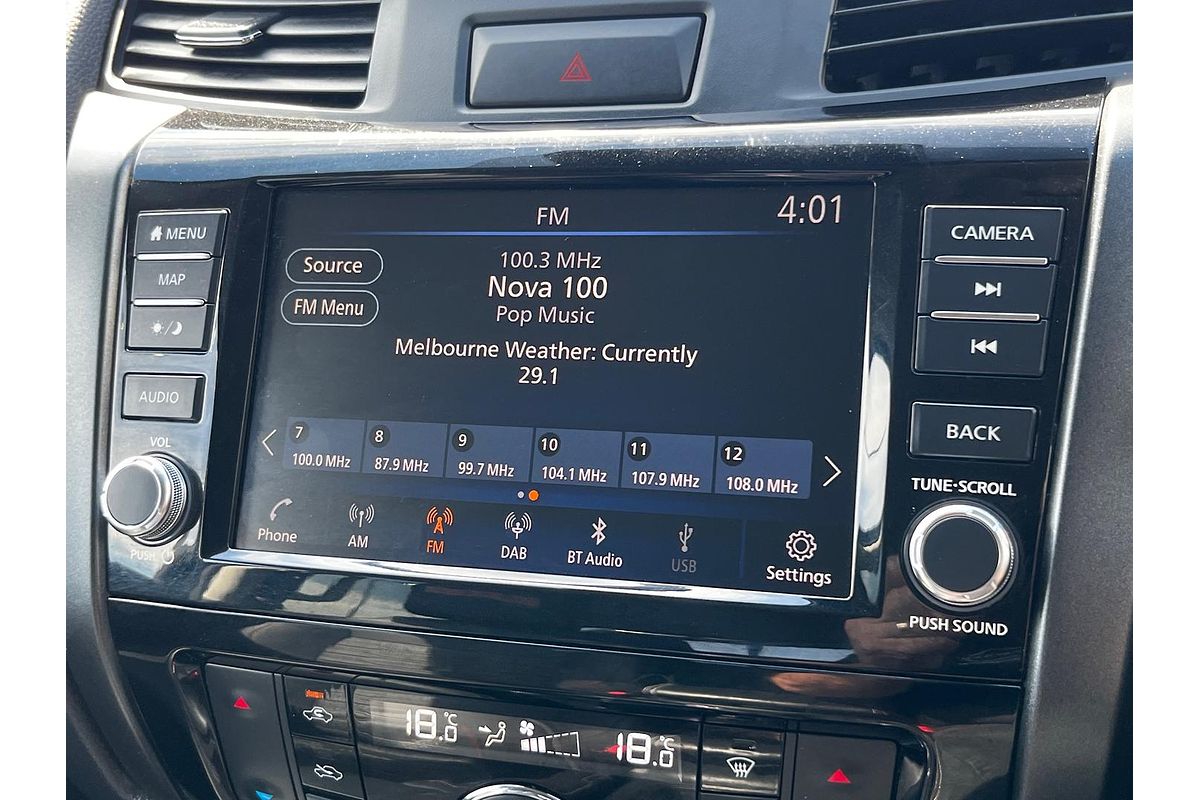 MENU
MAP
AUDIO
VOL
PUSH
FM
4:01
Source
FM Menu
100.3 MHz
Nova 100
Pop Music
Melbourne Weather: Currently
29.1
7
100.0 MHz
8
87.9 MHz
9
99.7 MHz
10
104.1 MHz
11
107.9 MHz
12
108.0 MHz
Phone
AM
FM
DAB
BT Audio
USB
Settings
CAMERA
BACK
TUNE·SCROLL
PUSH SOUND
18.0°C
18.0°C